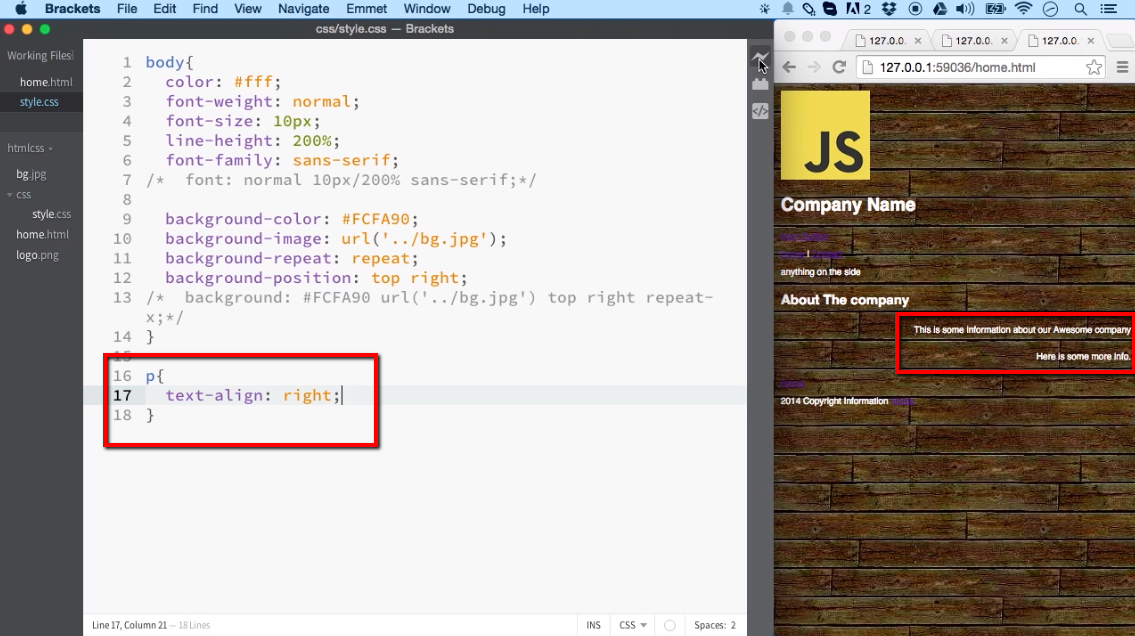 Brackets File Edit Find View Navigate Emmet Window Debug Help
2
css/style.css — Brackets
Working Files
home.html
style.css
htmlcss
bg.jpg
css
style.css
home.html
logo.png
1 body{
2 color: #fff;
3 font-weight: normal;
4 font-size: 10px;
5 line-height: 200%;
6 font-family: sans-serif;
7 /* font: normal 10px/200% sans-serif;*/
8
9 background-color: #FCFA90;
10 background-image: url('../bg.jpg');
11 background-repeat: repeat;
12 background-position: top right;
13 /* background: #FCFA90 url('../bg.jpg') top right repeat-
x;*/
14 }
15
16 p{
17 text-align: right;
18 }
Line 17, Column 21 — 18 Lines
INS CSS Spaces: 2
127.0.0. 127.0.0. 127.0.0.
127.0.0.1:59036/home.html
JS
Company Name
anything on the side
About The company
This is some information about our Awesome company
Here is some more info.
2014 Copyright Information